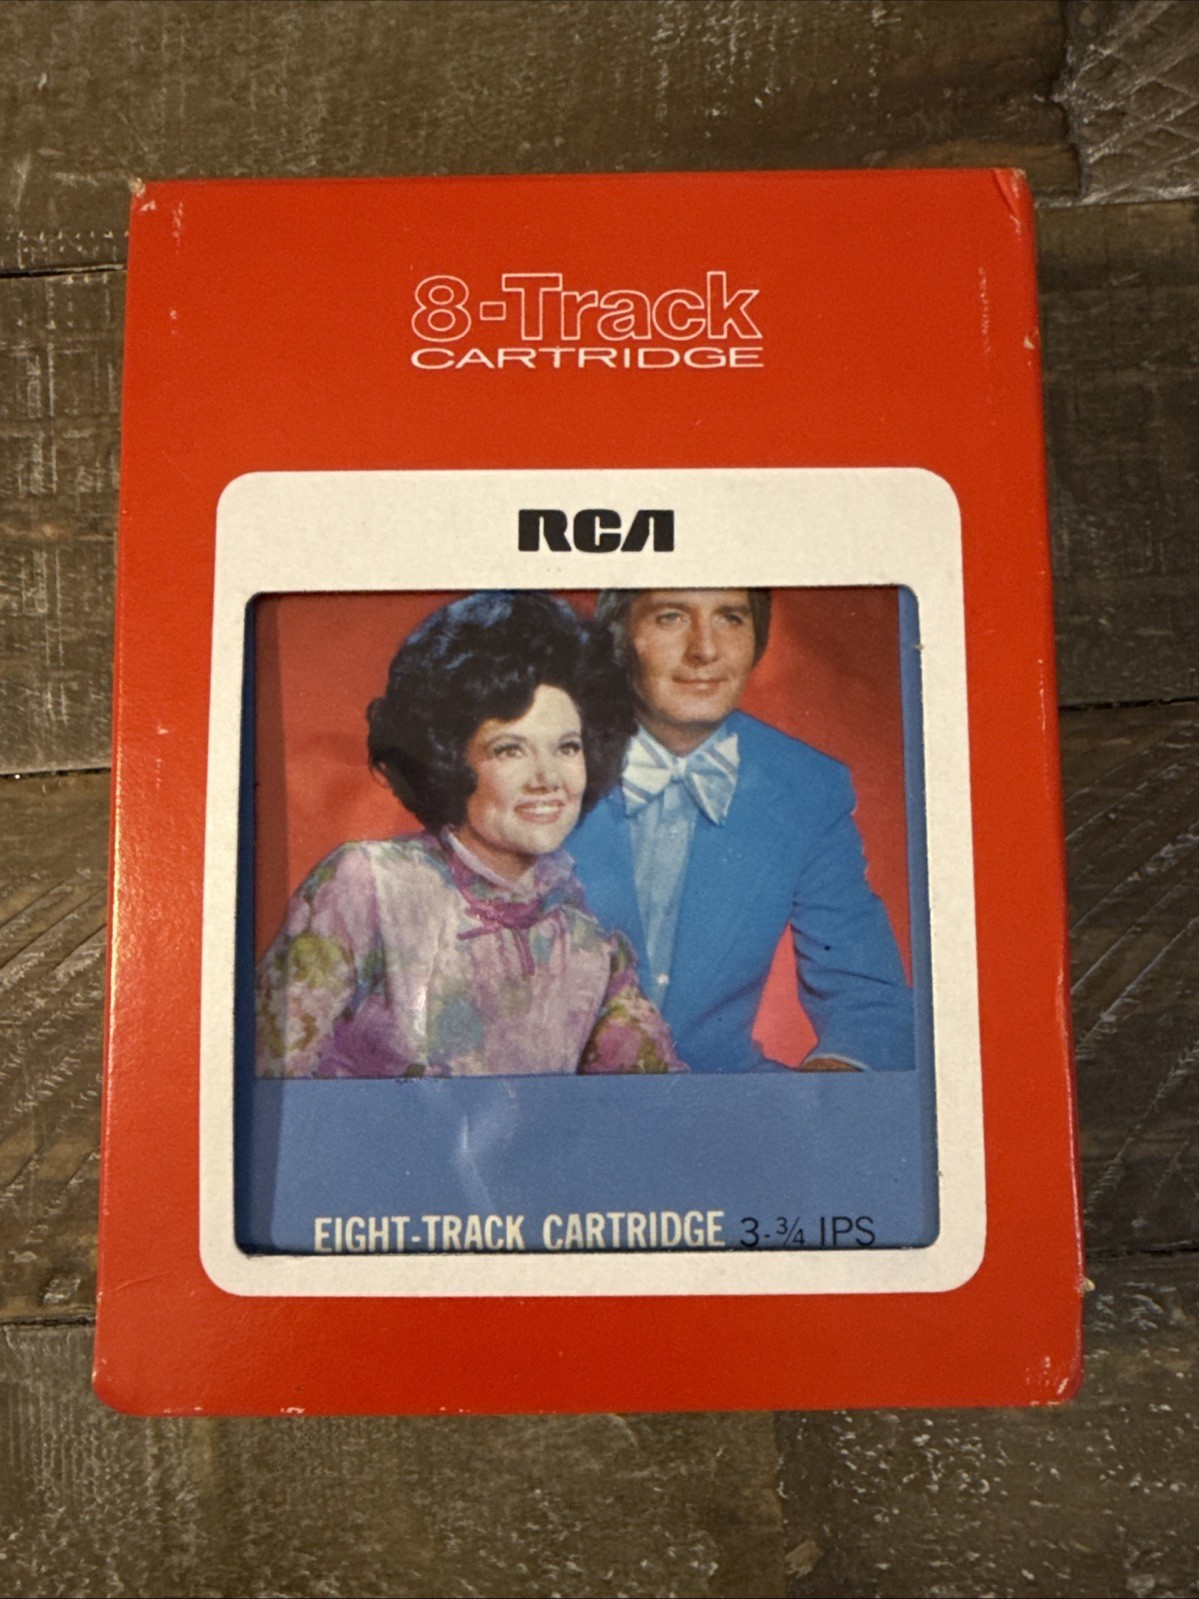 8-Track
CARTRIDGE
RCA
EIGHT-TRACK CARTRIDGE 3-¾ IPS